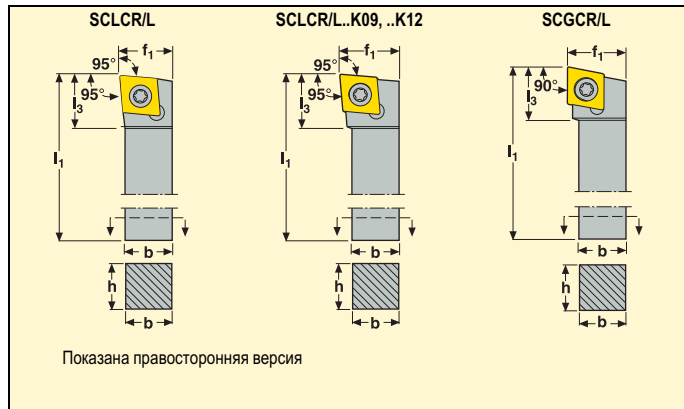 SCLCR/L
SCLCR/L..K09, ..K12
SCGCR/L
f1
95°
95°
l3
l1
b
h
b
f1
95°
95°
l3
l1
b
h
b
f1
90°
l3
l1
b
h
b
Показана правосторонняя версия